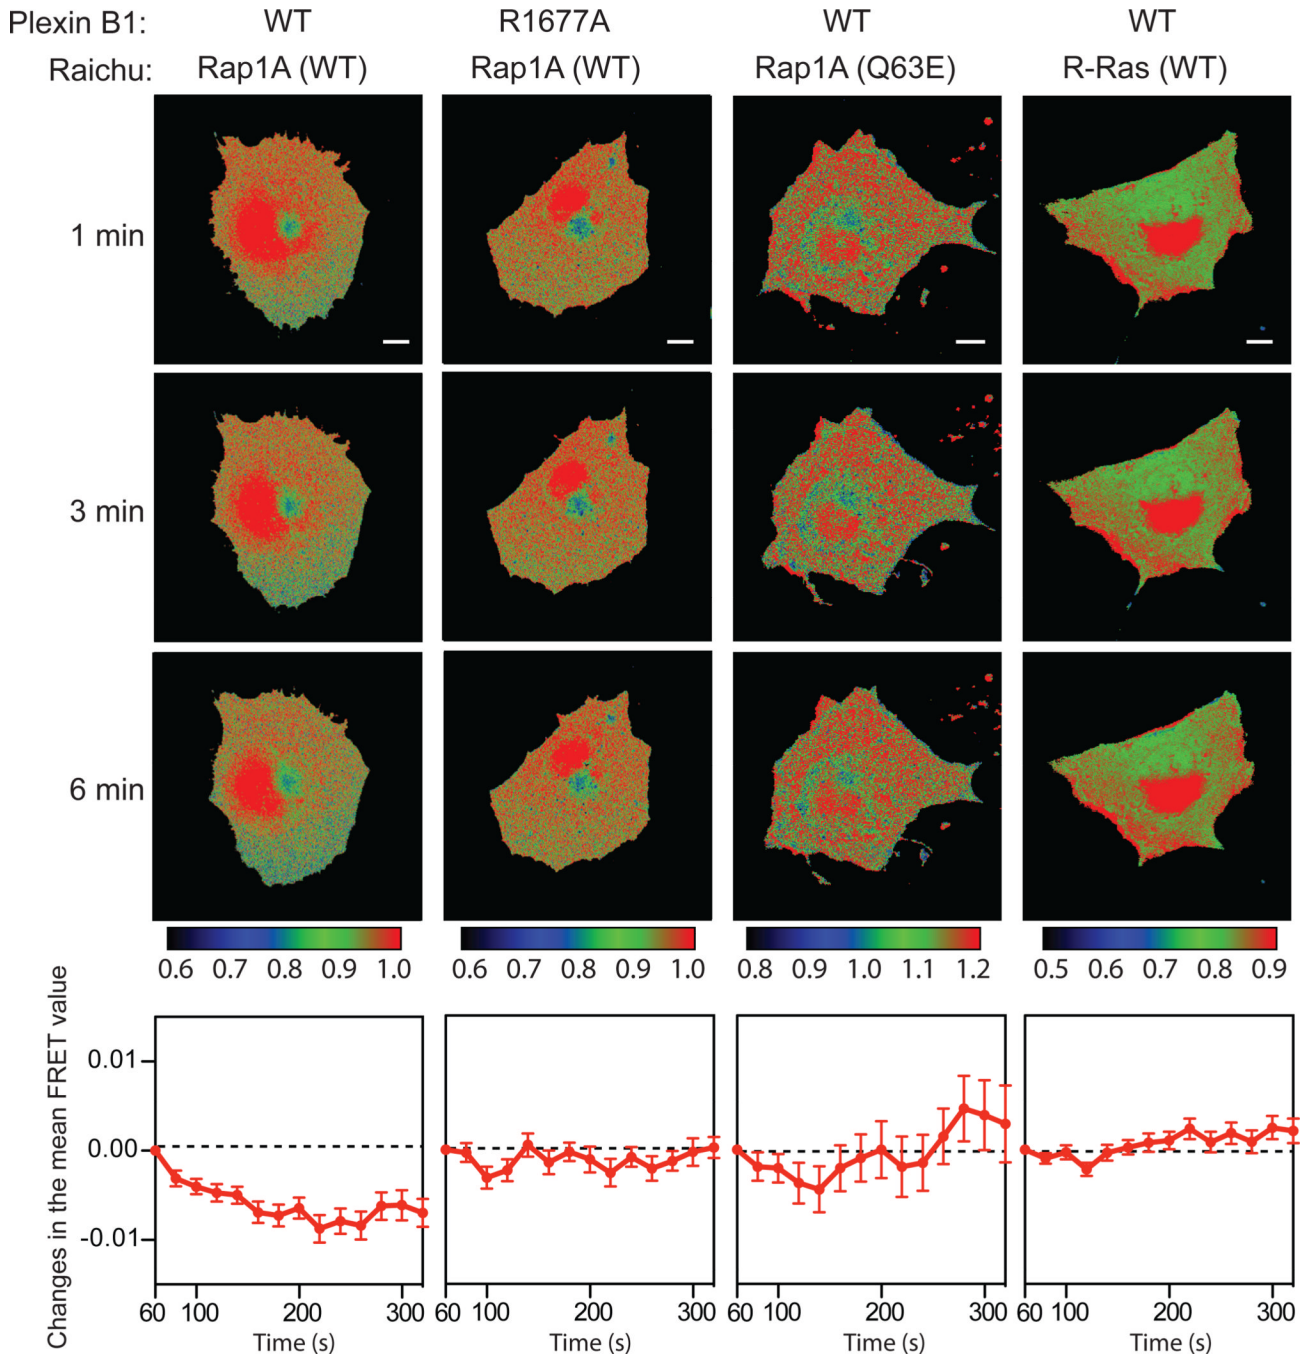 Plexin B1: WT R1677A WT WT
Raichu: Rap1A (WT) Rap1A (WT) Rap1A (Q63E) R-Ras (WT)
1 min
3 min
6 min
0.6 0.7 0.8 0.9 1.0 0.6 0.7 0.8 0.9 1.0 0.8 0.9 1.0 1.1 1.2 0.5 0.6 0.7 0.8 0.9
Changes in the mean FRET value
0.01
0.00
-0.01
60 100 200 300 60 100 200 300 60 100 200 300 60 100 200 300
Time (s) Time (s) Time (s) Time (s)